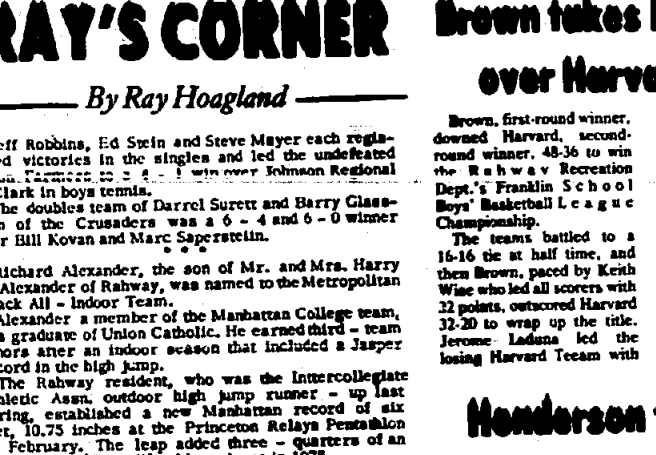 RAY'S CORNER
By Ray Hoagland
eff Robbins, Ed Stein and Steve Mayer each regis-
ed victories in the singles and led the undefeated
to a 4 - 1 win over Johnson Regional
Clark in boys tennis.
he doubles team of Darrel Surett and Barry Glass-
n of the Crusaders was a 6 - 4 and 6 - 0 winner
r Bill Kovan and Marc Saperstein.
* * *
Richard Alexander, the son of Mr. and Mrs. Harry
Alexander of Rahway, was named to the Metropolitan
ack All - Indoor Team.
Alexander a member of the Manhattan College team,
a graduate of Union Catholic. He earned third - team
nors after an indoor season that included a Jasper
cord in the high jump.
The Rahway resident, who was the Inttercollegiate
hletic Assn. outdoor high jump runner - up last
ring, established a new Manhattan record of six
et, 10.75 inches at the Princeton Relays Pentathlon
February. The leap added three - quarters of an
Brown takes
over Harva
Brown, first-round winner,
downed Harvard, second-
round winner, 48-36 to win
the Rahway Recreation
Dept.'s Franklin School
Boys' Basketball League
Championship.
The teams battled to a
16-16 tie at half time, and
then Brown, paced by Keith
Wise who led all scorers with
22 points, outscored Harvard
32-20 to wrap up the title.
Jerome Laduna led the
losing Harvard Teeam with
Henderson